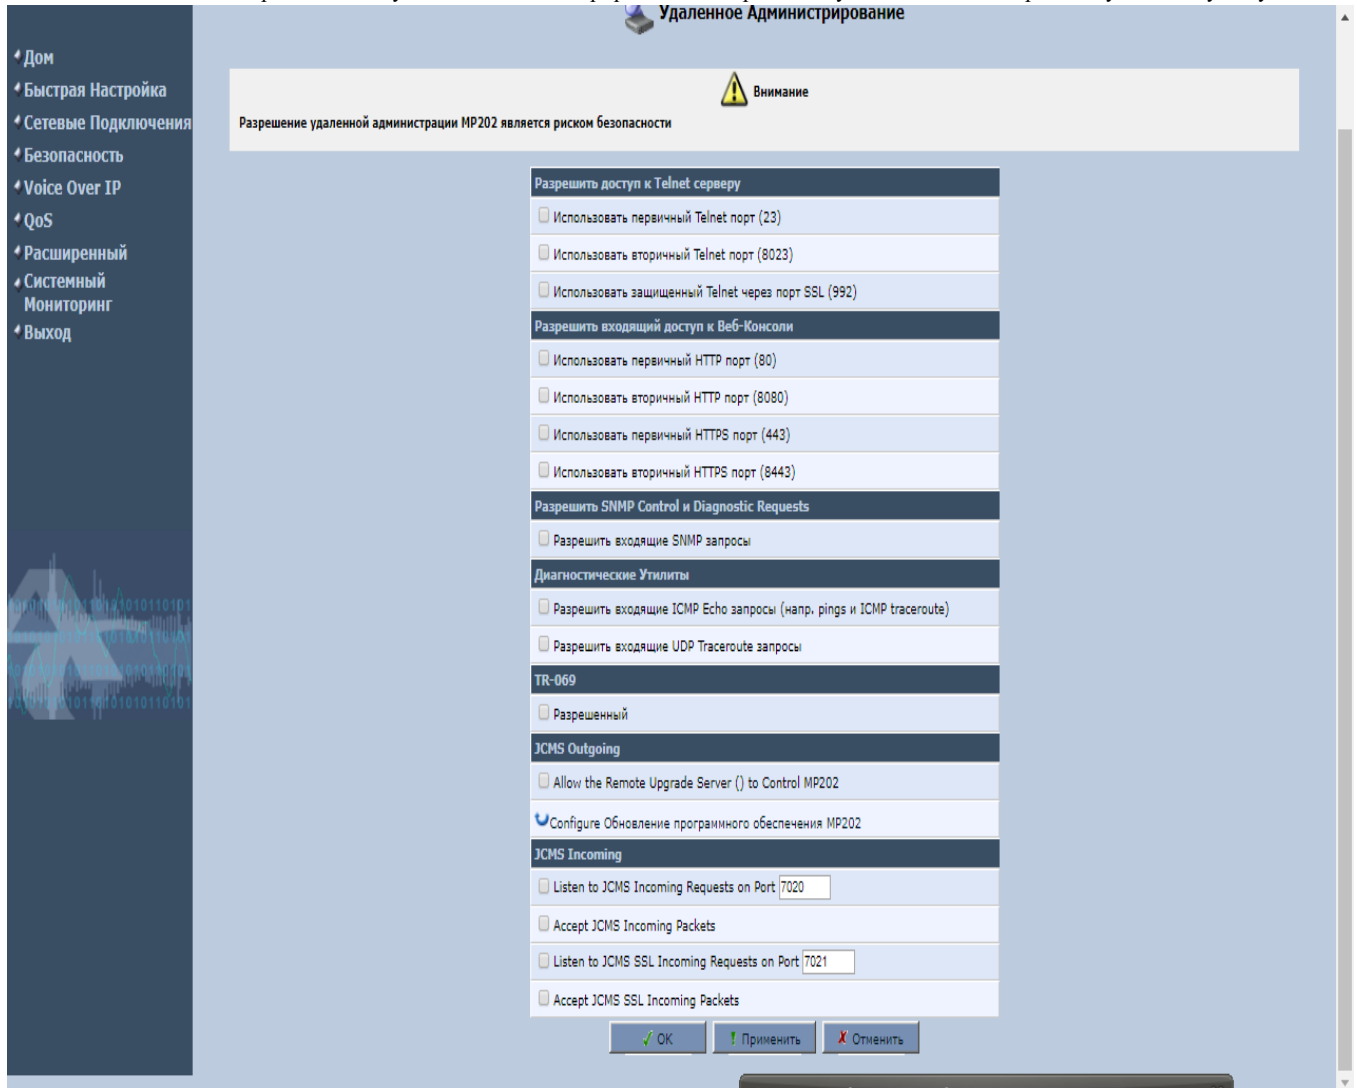 Удаленное Администрирование
Дом
Быстрая Настройка
Сетевые Подключения
Безопасность
Voice Over IP
QoS
Расширенный
Системный
Мониторинг
Выход
Внимание
Разрешение удаленной администрации MP202 является риском безопасности
Разрешить доступ к Telnet серверу
Использовать первичный Telnet порт (23)
Использовать вторичный Telnet порт (8023)
Использовать защищенный Telnet через порт SSL (992)
Разрешить входящий доступ к Веб-Консоли
Использовать первичный HTTP порт (80)
Использовать вторичный HTTP порт (8080)
Использовать первичный HTTPS порт (443)
Использовать вторичный HTTPS порт (8443)
Разрешить SNMP Control и Diagnostic Requests
Разрешить входящие SNMP запросы
Диагностические Утилиты
Разрешить входящие ICMP Echo запросы (напр. pings и ICMP traceroute)
Разрешить входящие UDP Traceroute запросы
TR-069
Разрешенный
JCMS Outgoing
Allow the Remote Upgrade Server () to Control MP202
Configure Обновление программного обеспечения MP202
JCMS Incoming
Listen to JCMS Incoming Requests on Port 7020
Accept JCMS Incoming Packets
Listen to JCMS SSL Incoming Requests on Port 7021
Accept JCMS SSL Incoming Packets
OK
Применить
Отменить